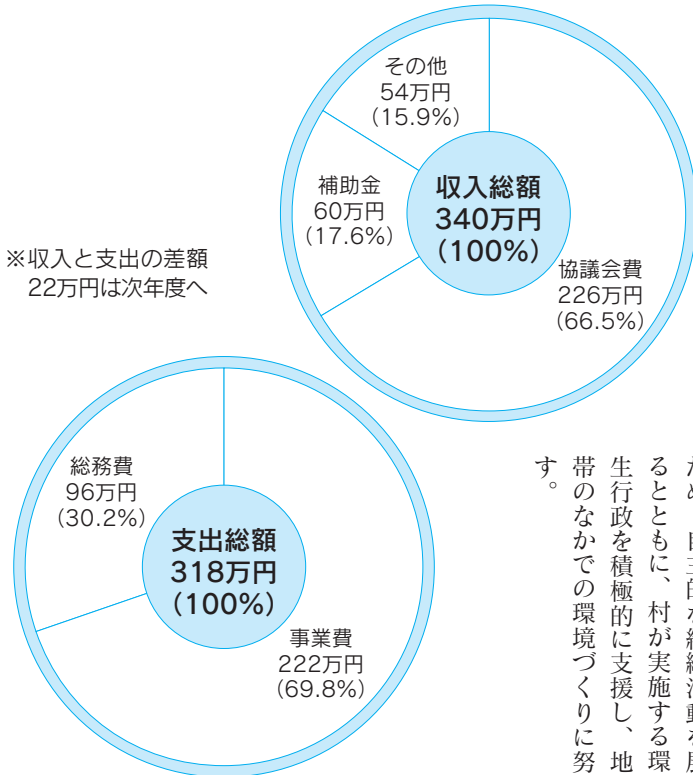 その他
54万円
(15.9%)
補助金
60万円
(17.6%)
収入総額
340万円
(100%)
協議会費
226万円
(66.5%)
※収入と支出の差額
22万円は次年度へ
総務費
96万円
(30.2%)
支出総額
318万円
(100%)
事業費
222万円
(69.8%)
るとともに、村が実施する環
生行政を積極的に支援し、地
帯のなかでの環境づくりに努
す。